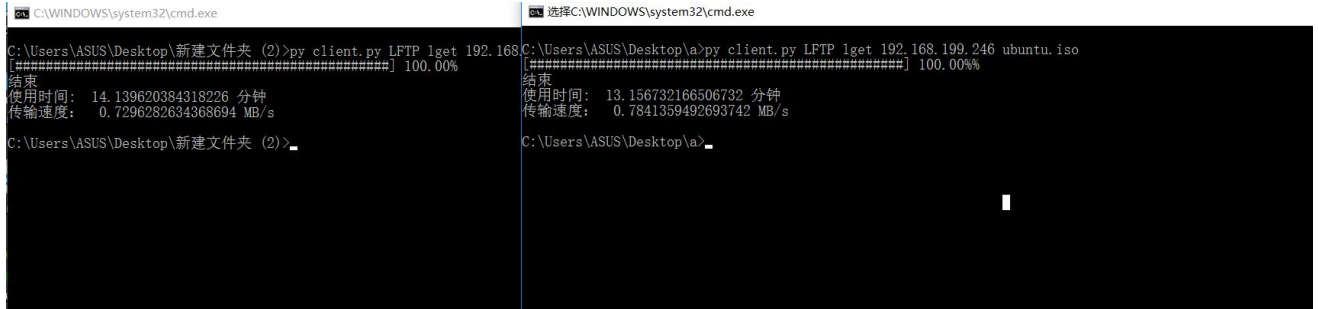 C:\WINDOWS\system32\cmd.exe
C:\Users\ASUS\Desktop\新建文件夹 (2)>py client.py LFTP lget 192.168.
[##################################################] 100.00%
结束
使用时间: 14.139620384318226 分钟
传输速度: 0.7296282634368694 MB/s
C:\Users\ASUS\Desktop\新建文件夹 (2)>
选择C:\WINDOWS\system32\cmd.exe
C:\Users\ASUS\Desktop\a>py client.py LFTP lget 192.168.199.246 ubuntu.iso
[##################################################] 100.00%%
结束
使用时间: 13.156732166506732 分钟
传输速度: 0.7841359492693742 MB/s
C:\Users\ASUS\Desktop\a>